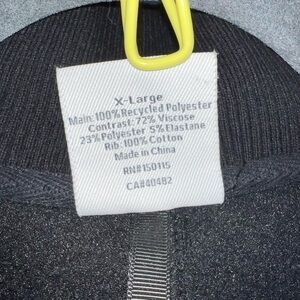 X-Large
Main: 100% Recycled Polyester
Contrast: 72% Viscose
23% Polyester 5% Elastane
Rib: 100% Cotton
Made in China
RN#150115
CA#40482